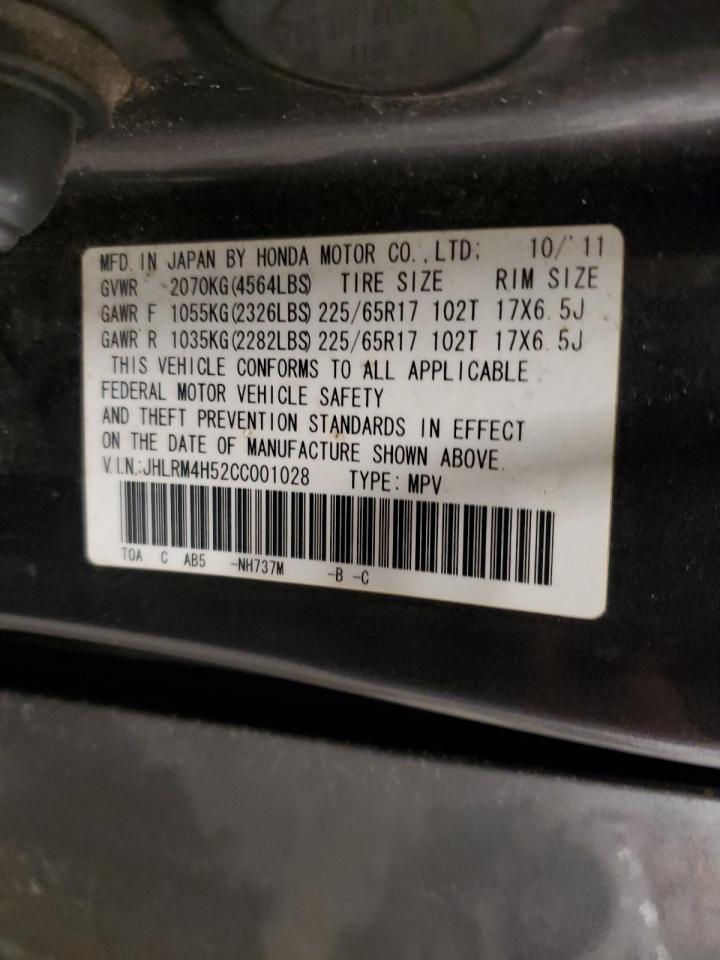 MFD. IN JAPAN BY HONDA MOTOR CO.,LTD; 10/'11
GVWR 2070KG(4564LBS) TIRE SIZE RIM SIZE
GAWR F 1055KG(2326LBS) 225/65R17 102T 17X6.5J
GAWR R 1035KG(2282LBS) 225/65R17 102T 17X6.5J
THIS VEHICLE CONFORMS TO ALL APPLICABLE
FEDERAL MOTOR VEHICLE SAFETY
AND THEFT PREVENTION STANDARDS IN EFFECT
ON THE DATE OF MANUFACTURE SHOWN ABOVE.
V.I.N.:JHLRM4H52CC001028 TYPE: MPV
TOA C AB5 -NH737M -B -C